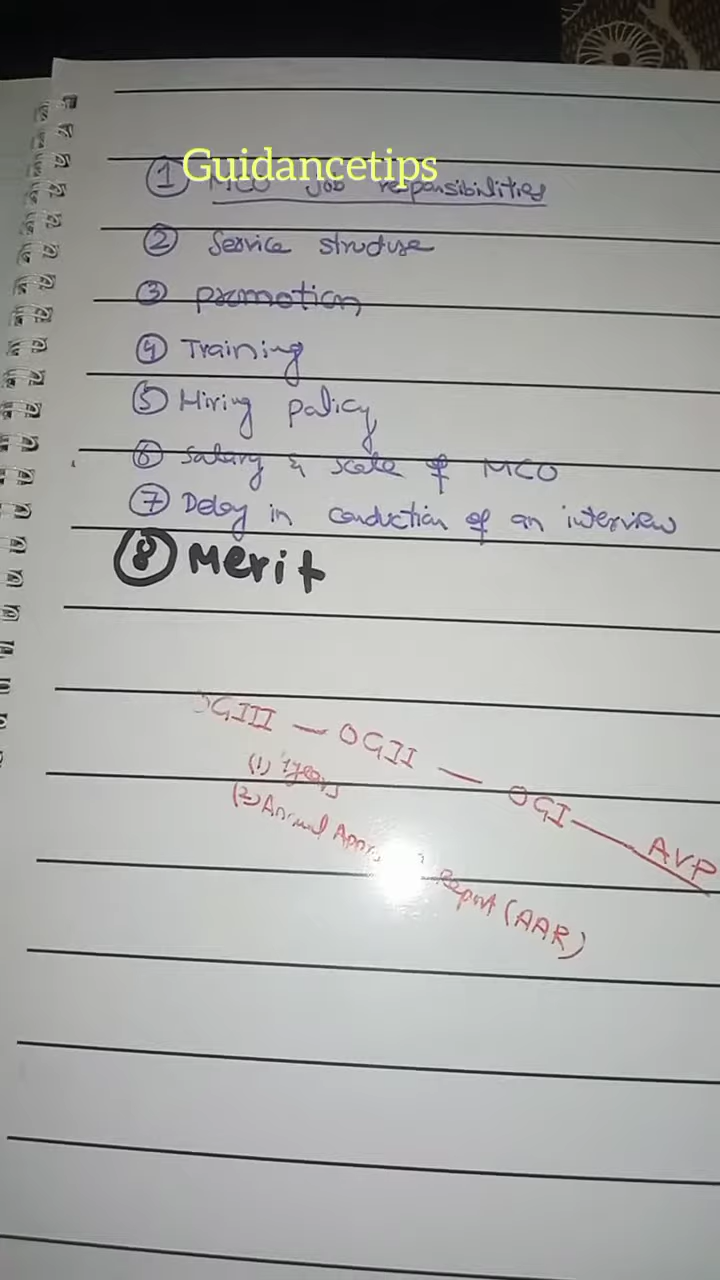 Guidancetips
① MCO Job responsibilities
② Service structure
③ promotion
④ Training
⑤ Hiring policy
⑥ Salary & scale of MCO
⑦ Delay in conduction of an interview
⑧ Merit
OGIII — OGII — OGI — AVP
(1) years
(2) Annual Report (AAR)